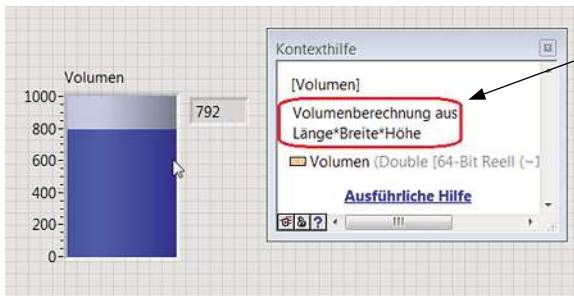 Volumen
1000
800
600
400
200
0
792
Kontexthilfe
[Volumen]
Volumenberechnung aus
Länge*Breite*Höhe
Volumen (Double [64-Bit Reell (~1
Ausführliche Hilfe
?